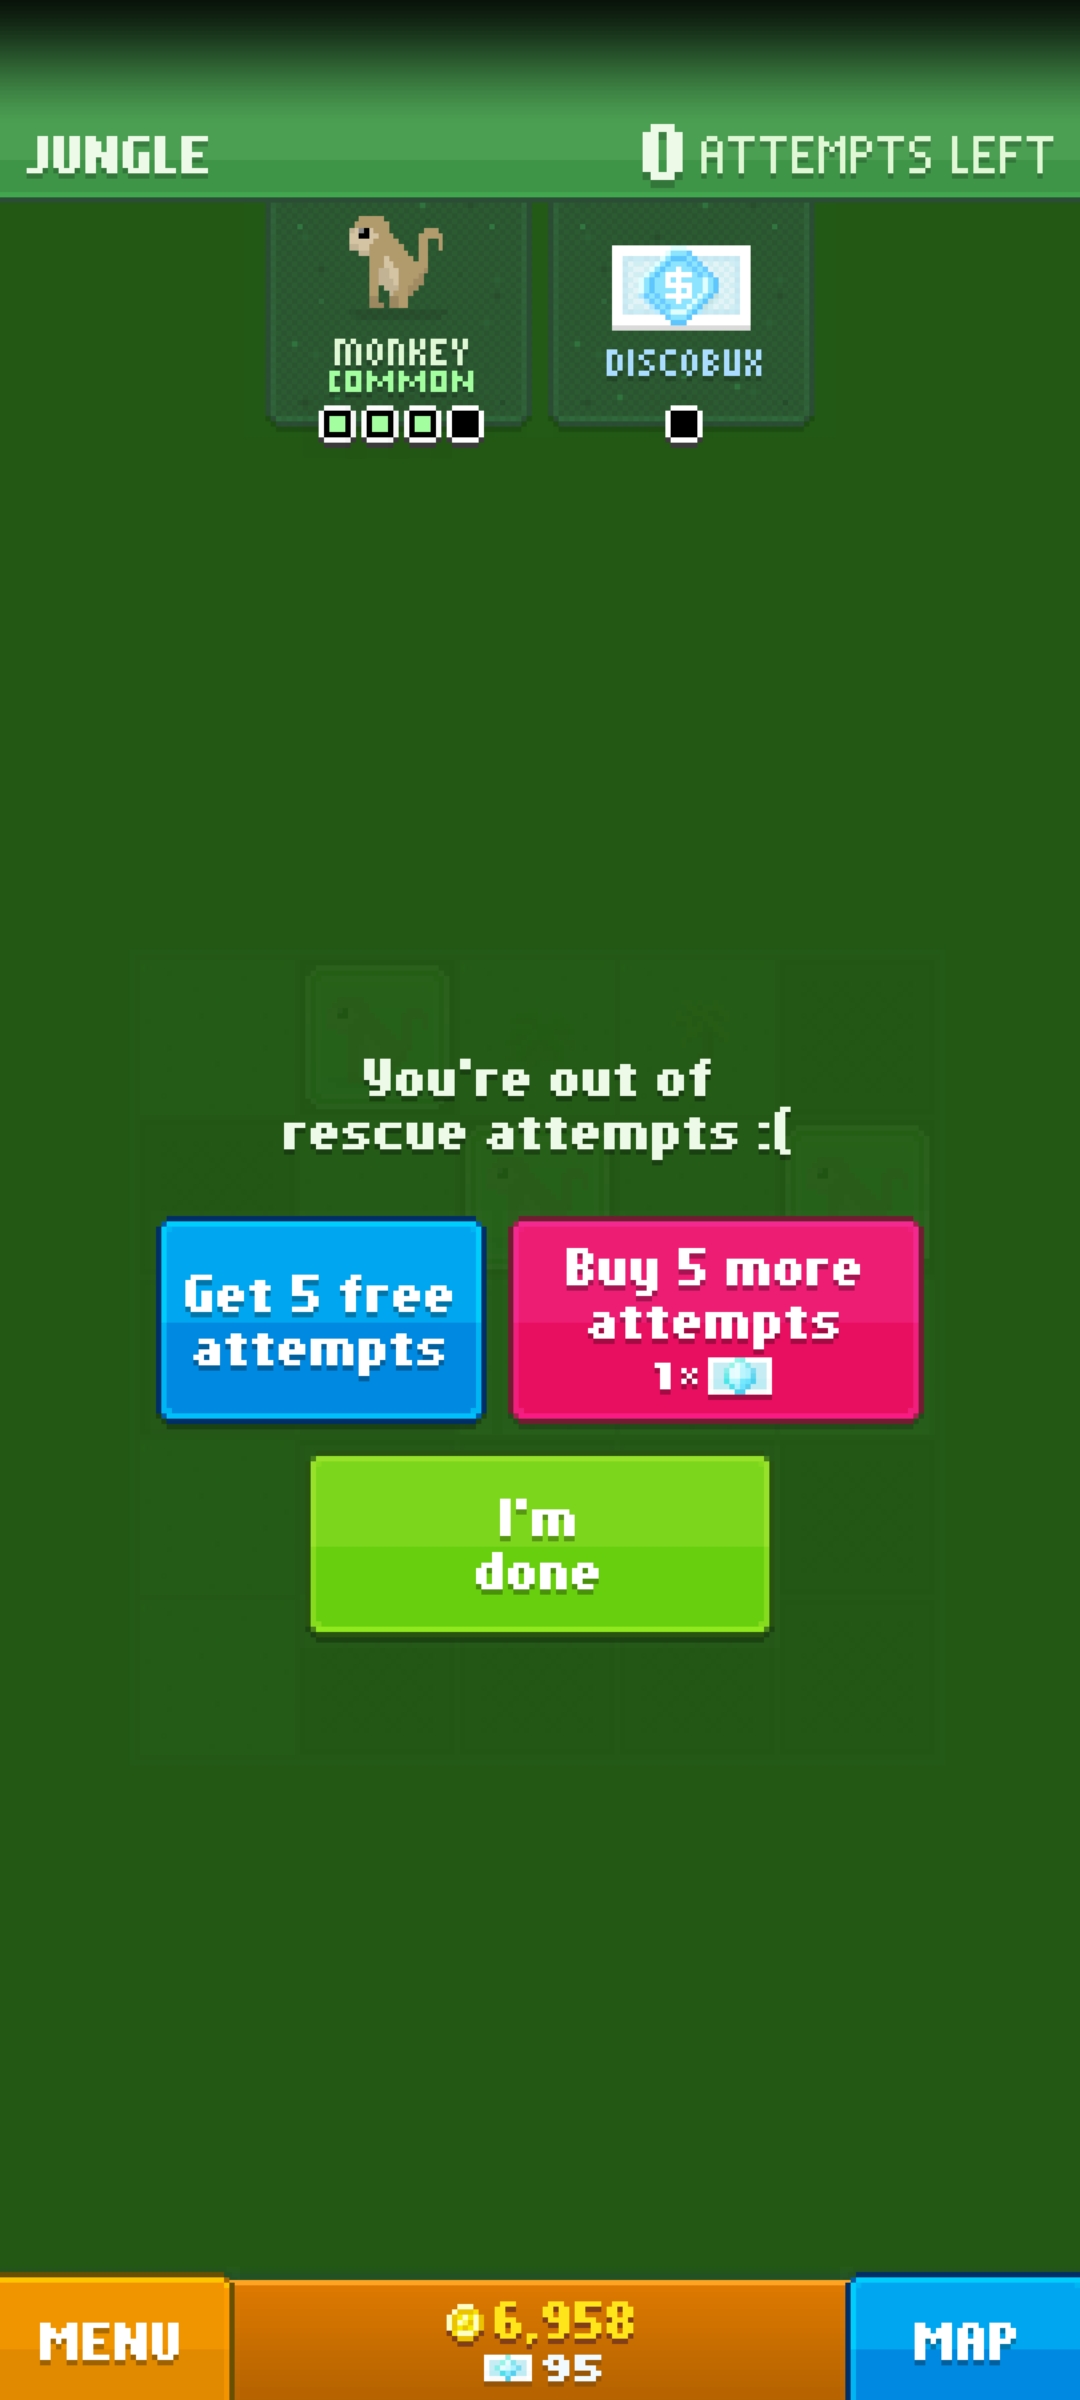 JUNGLE
0 ATTEMPTS LEFT
MONKEY
COMMON
$
DISCOBUX
You're out of
rescue attempts :(
Get 5 free
attempts
Buy 5 more
attempts
1×
I'm
done
MENU
6,958
95
MAP